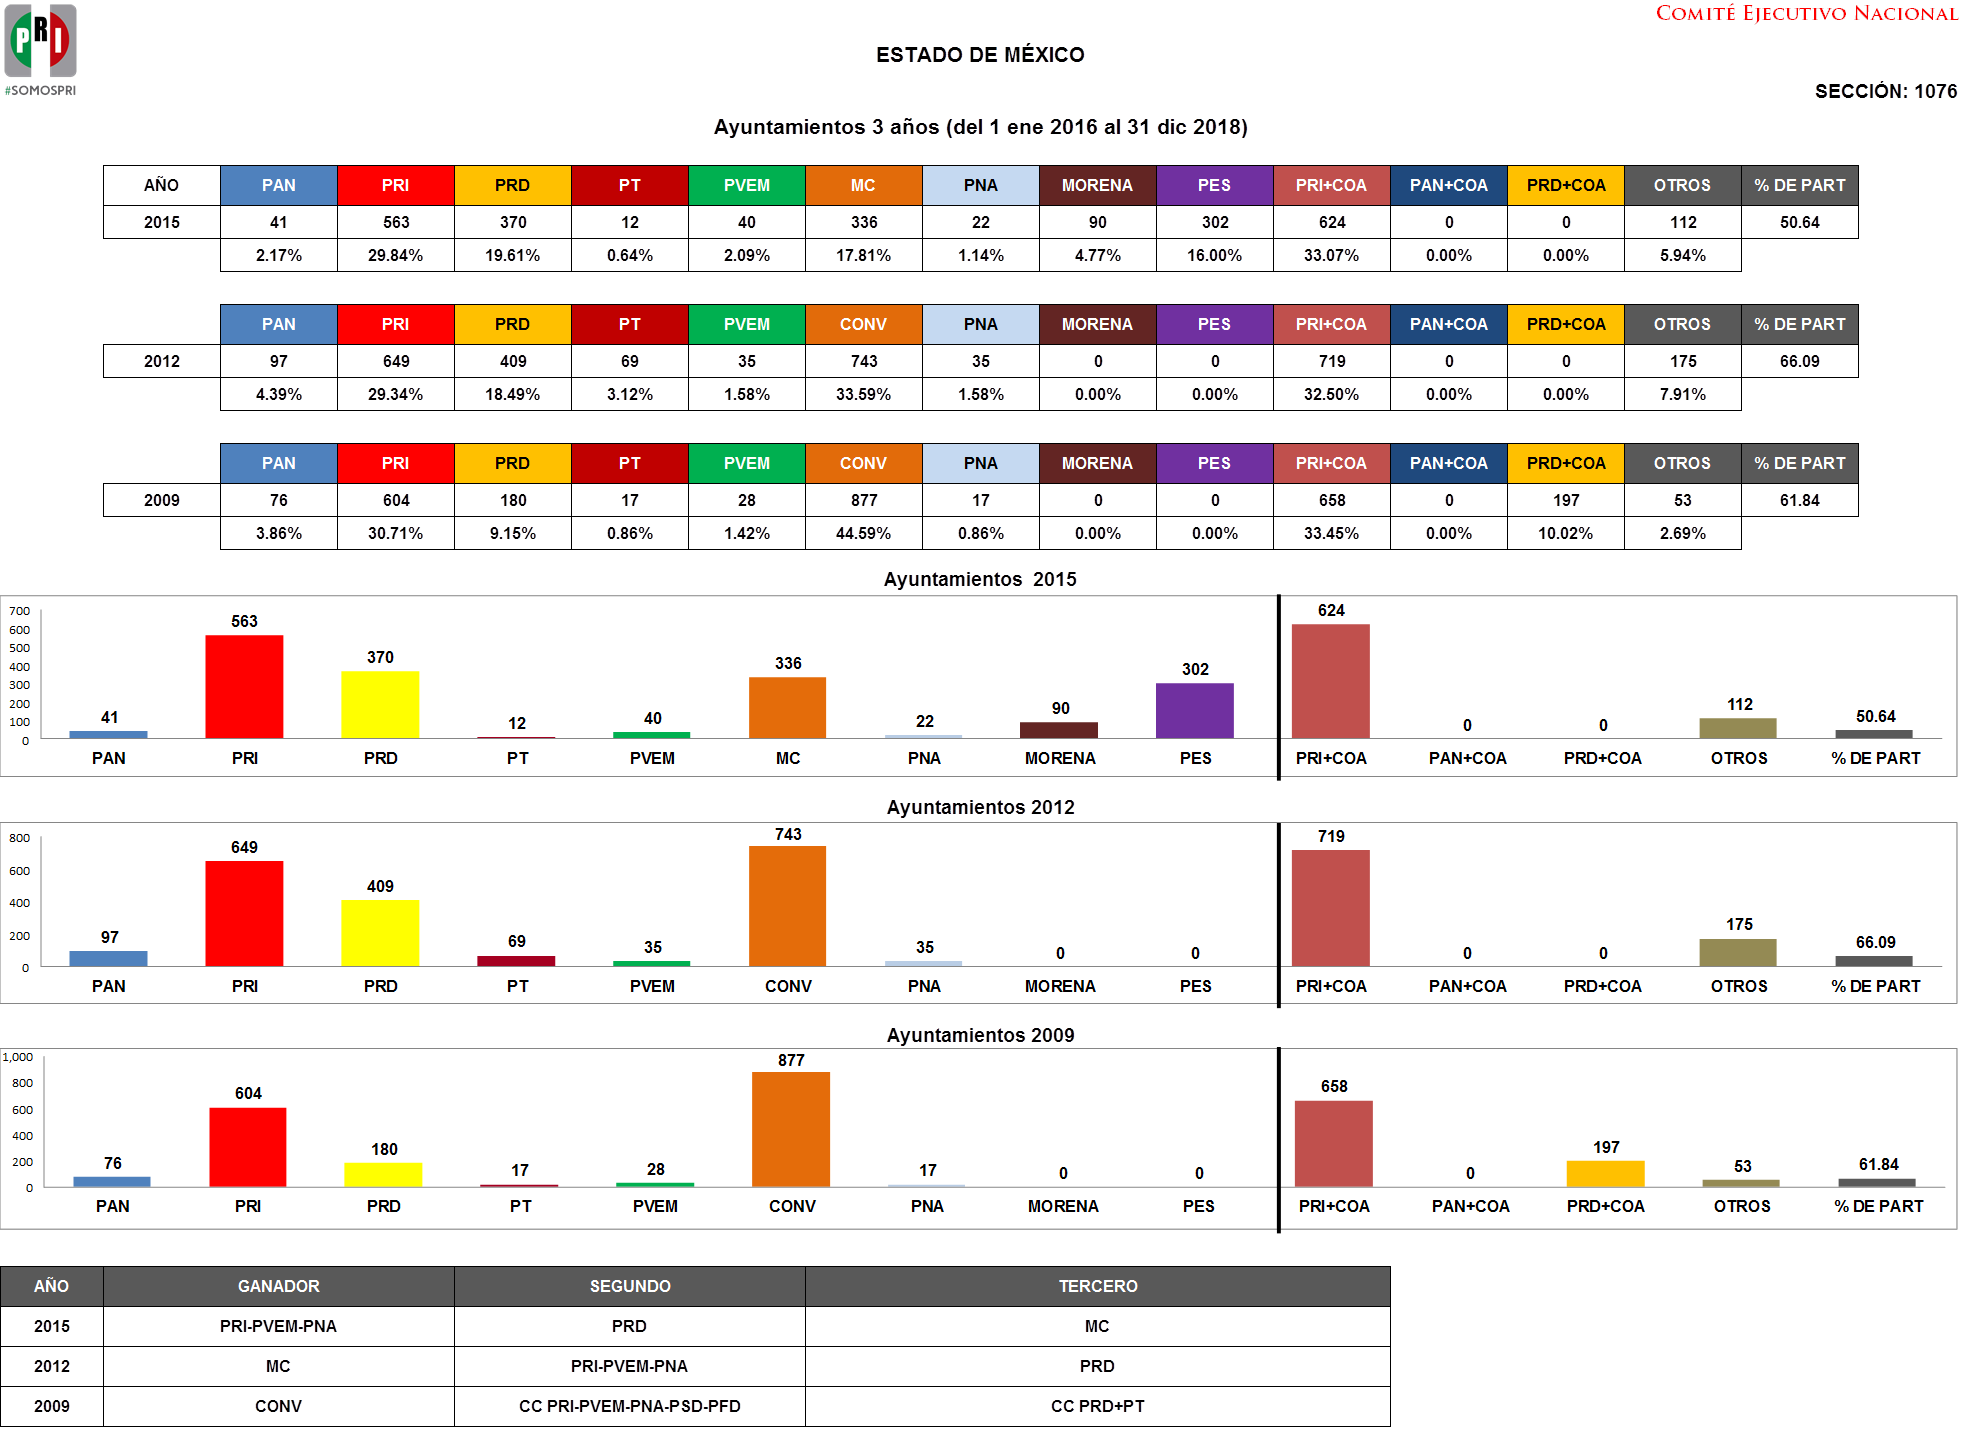 PRI
#SOMOSPRI
COMITÉ EJECUTIVO NACIONAL
ESTADO DE MÉXICO
SECCIÓN: 1076
Ayuntamientos 3 años (del 1 ene 2016 al 31 dic 2018)
AÑO PAN PRI PRD PT PVEM MC PNA MORENA PES PRI+COA PAN+COA PRD+COA OTROS % DE PART
2015 41 563 370 12 40 336 22 90 302 624 0 0 112 50.64
2.17% 29.84% 19.61% 0.64% 2.09% 17.81% 1.14% 4.77% 16.00% 33.07% 0.00% 0.00% 5.94%
PAN PRI PRD PT PVEM CONV PNA MORENA PES PRI+COA PAN+COA PRD+COA OTROS % DE PART
2012 97 649 409 69 35 743 35 0 0 719 0 0 175 66.09
4.39% 29.34% 18.49% 3.12% 1.58% 33.59% 1.58% 0.00% 0.00% 32.50% 0.00% 0.00% 7.91%
PAN PRI PRD PT PVEM CONV PNA MORENA PES PRI+COA PAN+COA PRD+COA OTROS % DE PART
2009 76 604 180 17 28 877 17 0 0 658 0 197 53 61.84
3.86% 30.71% 9.15% 0.86% 1.42% 44.59% 0.86% 0.00% 0.00% 33.45% 0.00% 10.02% 2.69%
Ayuntamientos 2015
700
600
500
400
300
200
100
0
41 563 370 12 40 336 22 90 302 624 0 0 112 50.64
PAN PRI PRD PT PVEM MC PNA MORENA PES PRI+COA PAN+COA PRD+COA OTROS % DE PART
Ayuntamientos 2012
800
600
400
200
0
97 649 409 69 35 743 35 0 0 719 0 0 175 66.09
PAN PRI PRD PT PVEM CONV PNA MORENA PES PRI+COA PAN+COA PRD+COA OTROS % DE PART
Ayuntamientos 2009
1,000
800
600
400
200
0
76 604 180 17 28 877 17 0 0 658 0 197 53 61.84
PAN PRI PRD PT PVEM CONV PNA MORENA PES PRI+COA PAN+COA PRD+COA OTROS % DE PART
AÑO GANADOR SEGUNDO TERCERO
2015 PRI-PVEM-PNA PRD MC
2012 MC PRI-PVEM-PNA PRD
2009 CONV CC PRI-PVEM-PNA-PSD-PFD CC PRD+PT